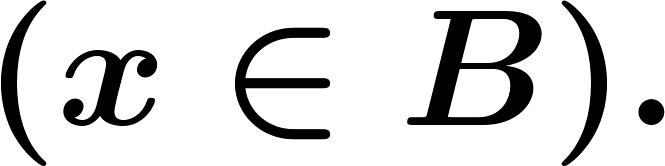 (x ∈ B).